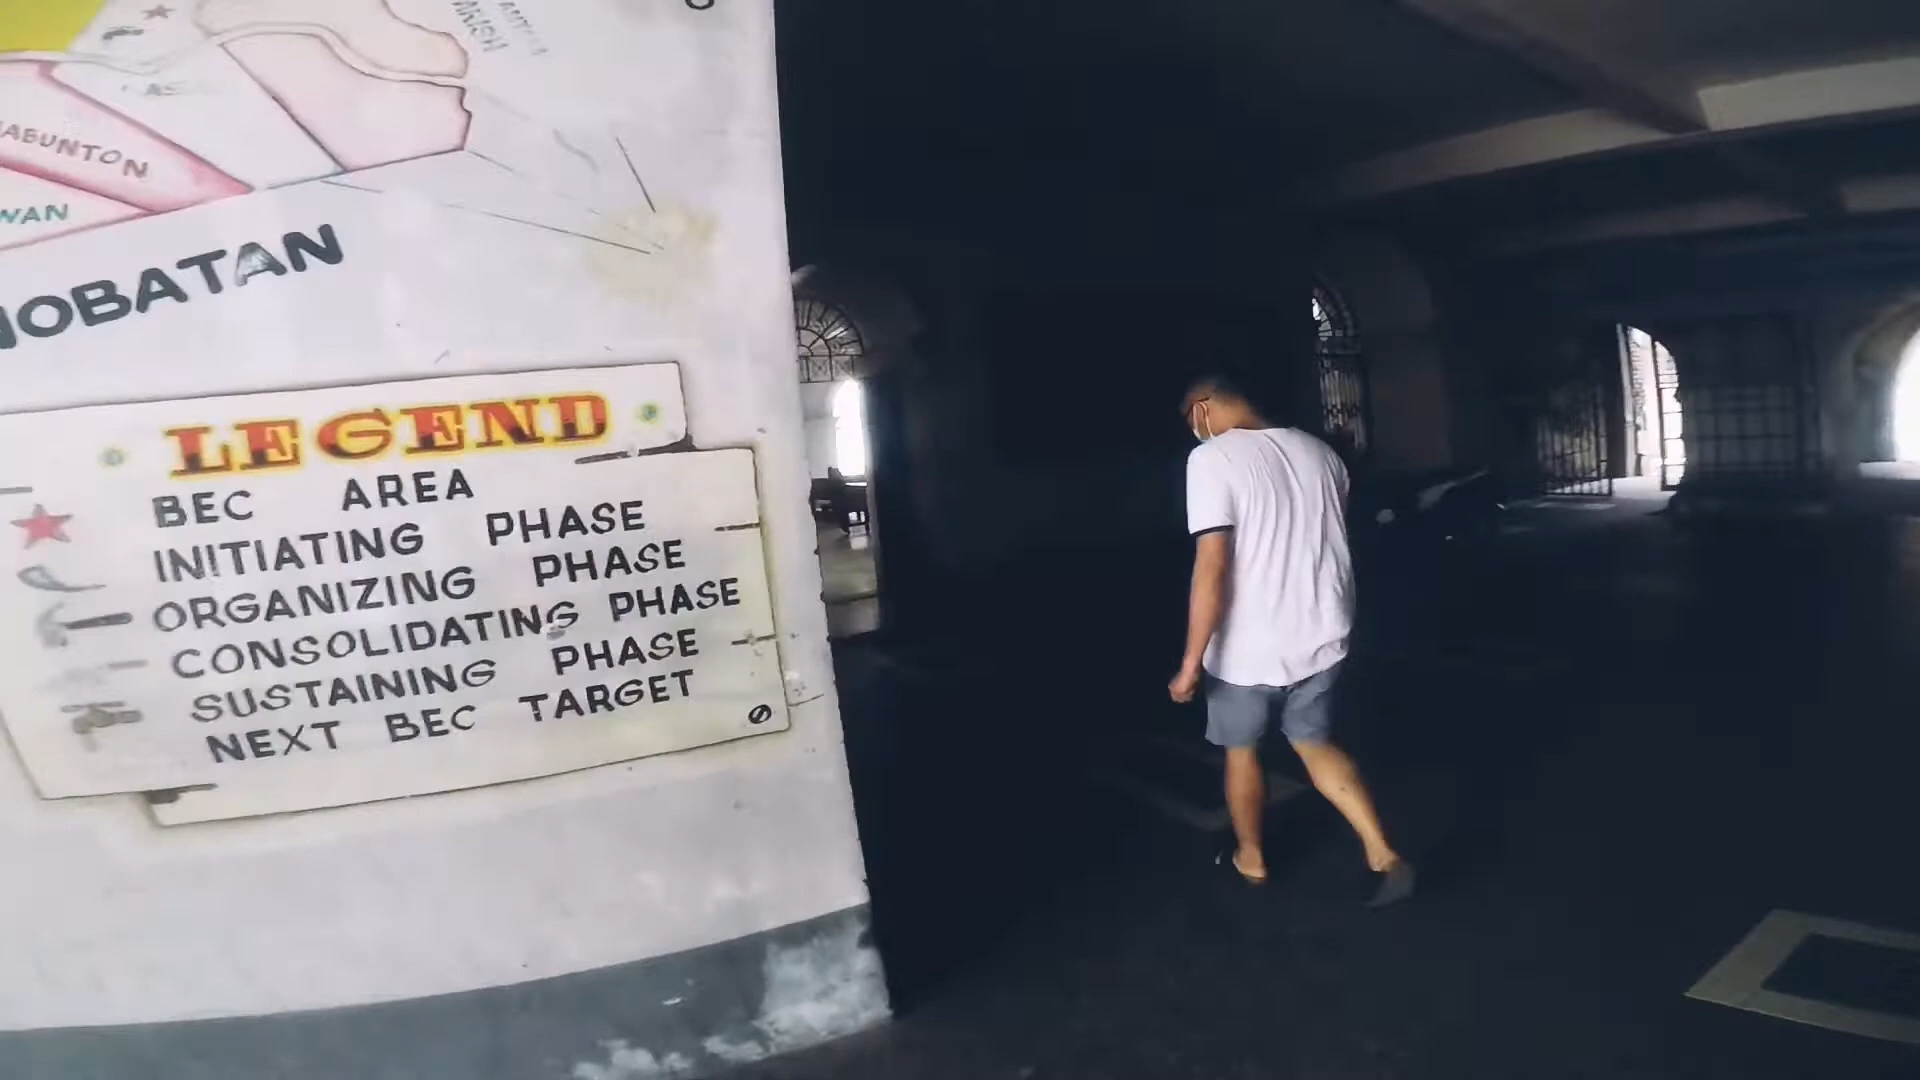 ABUNTON
WAN
NOBATAN
LEGEND
BEC AREA
INITIATING PHASE
ORGANIZING PHASE
CONSOLIDATING PHASE
SUSTAINING PHASE
NEXT BEC TARGET